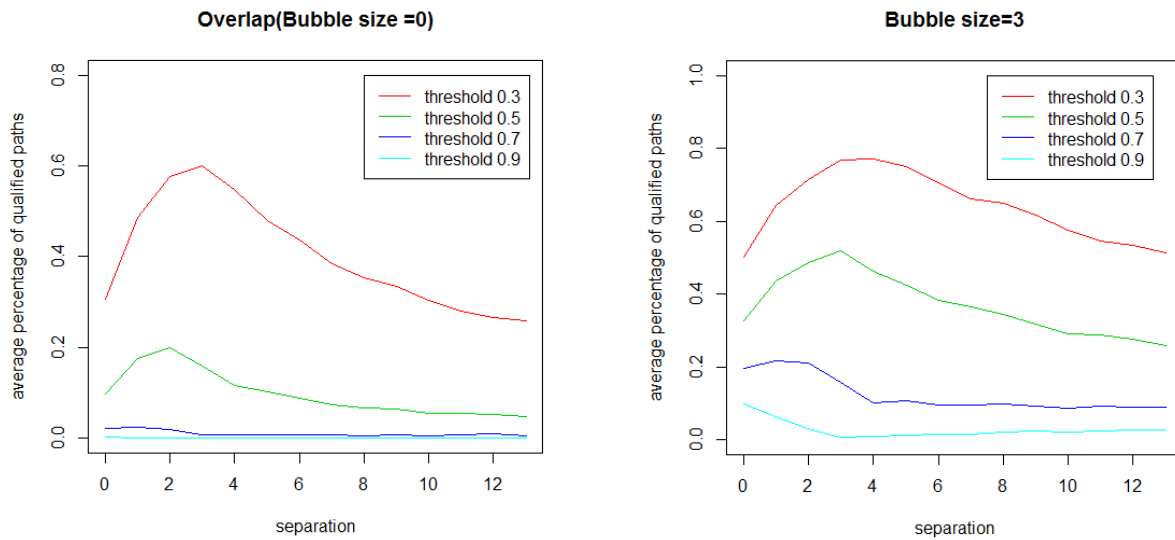 Overlap(Bubble size =0)
average percentage of qualified paths
0.0 0.2 0.4 0.6 0.8
threshold 0.3
threshold 0.5
threshold 0.7
threshold 0.9
0 2 4 6 8 10 12
separation
Bubble size=3
average percentage of qualified paths
0.0 0.2 0.4 0.6 0.8 1.0
threshold 0.3
threshold 0.5
threshold 0.7
threshold 0.9
0 2 4 6 8 10 12
separation